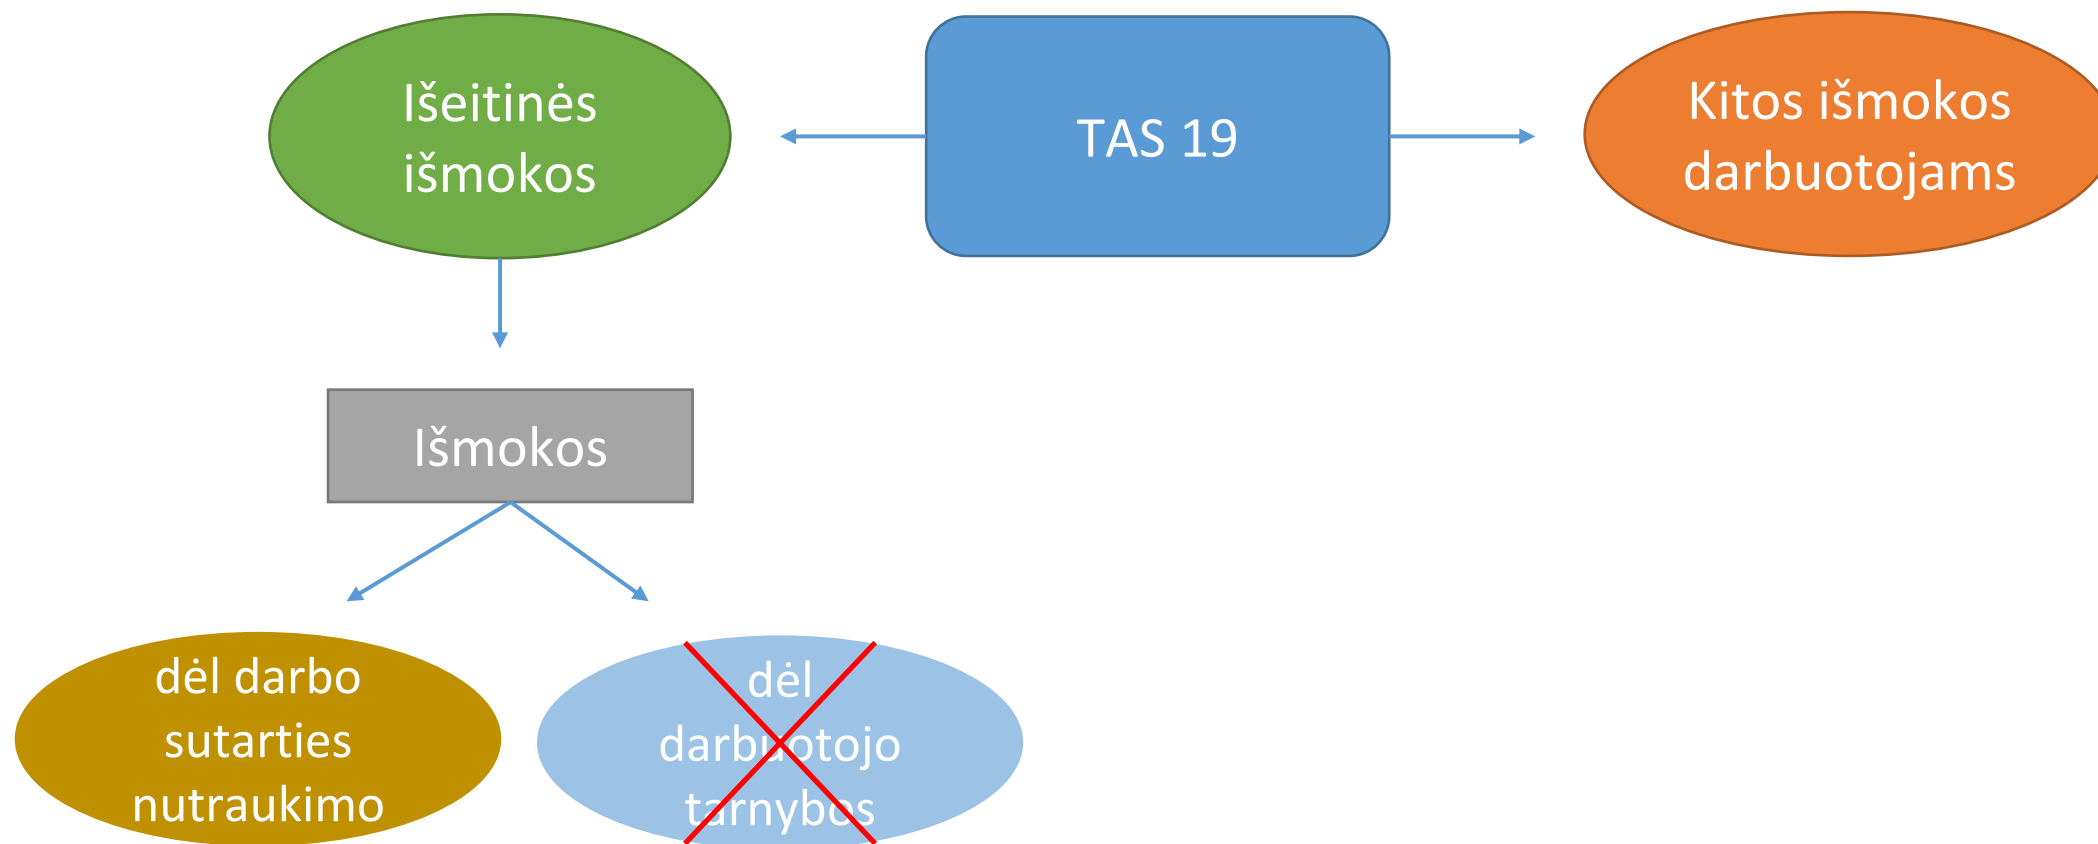 Išeitinės
išmokos
TAS 19
Kitos išmokos
darbuotojams
Išmokos
dėl darbo
sutarties
nutraukimo
dėl
darbuotojo
tarnybos